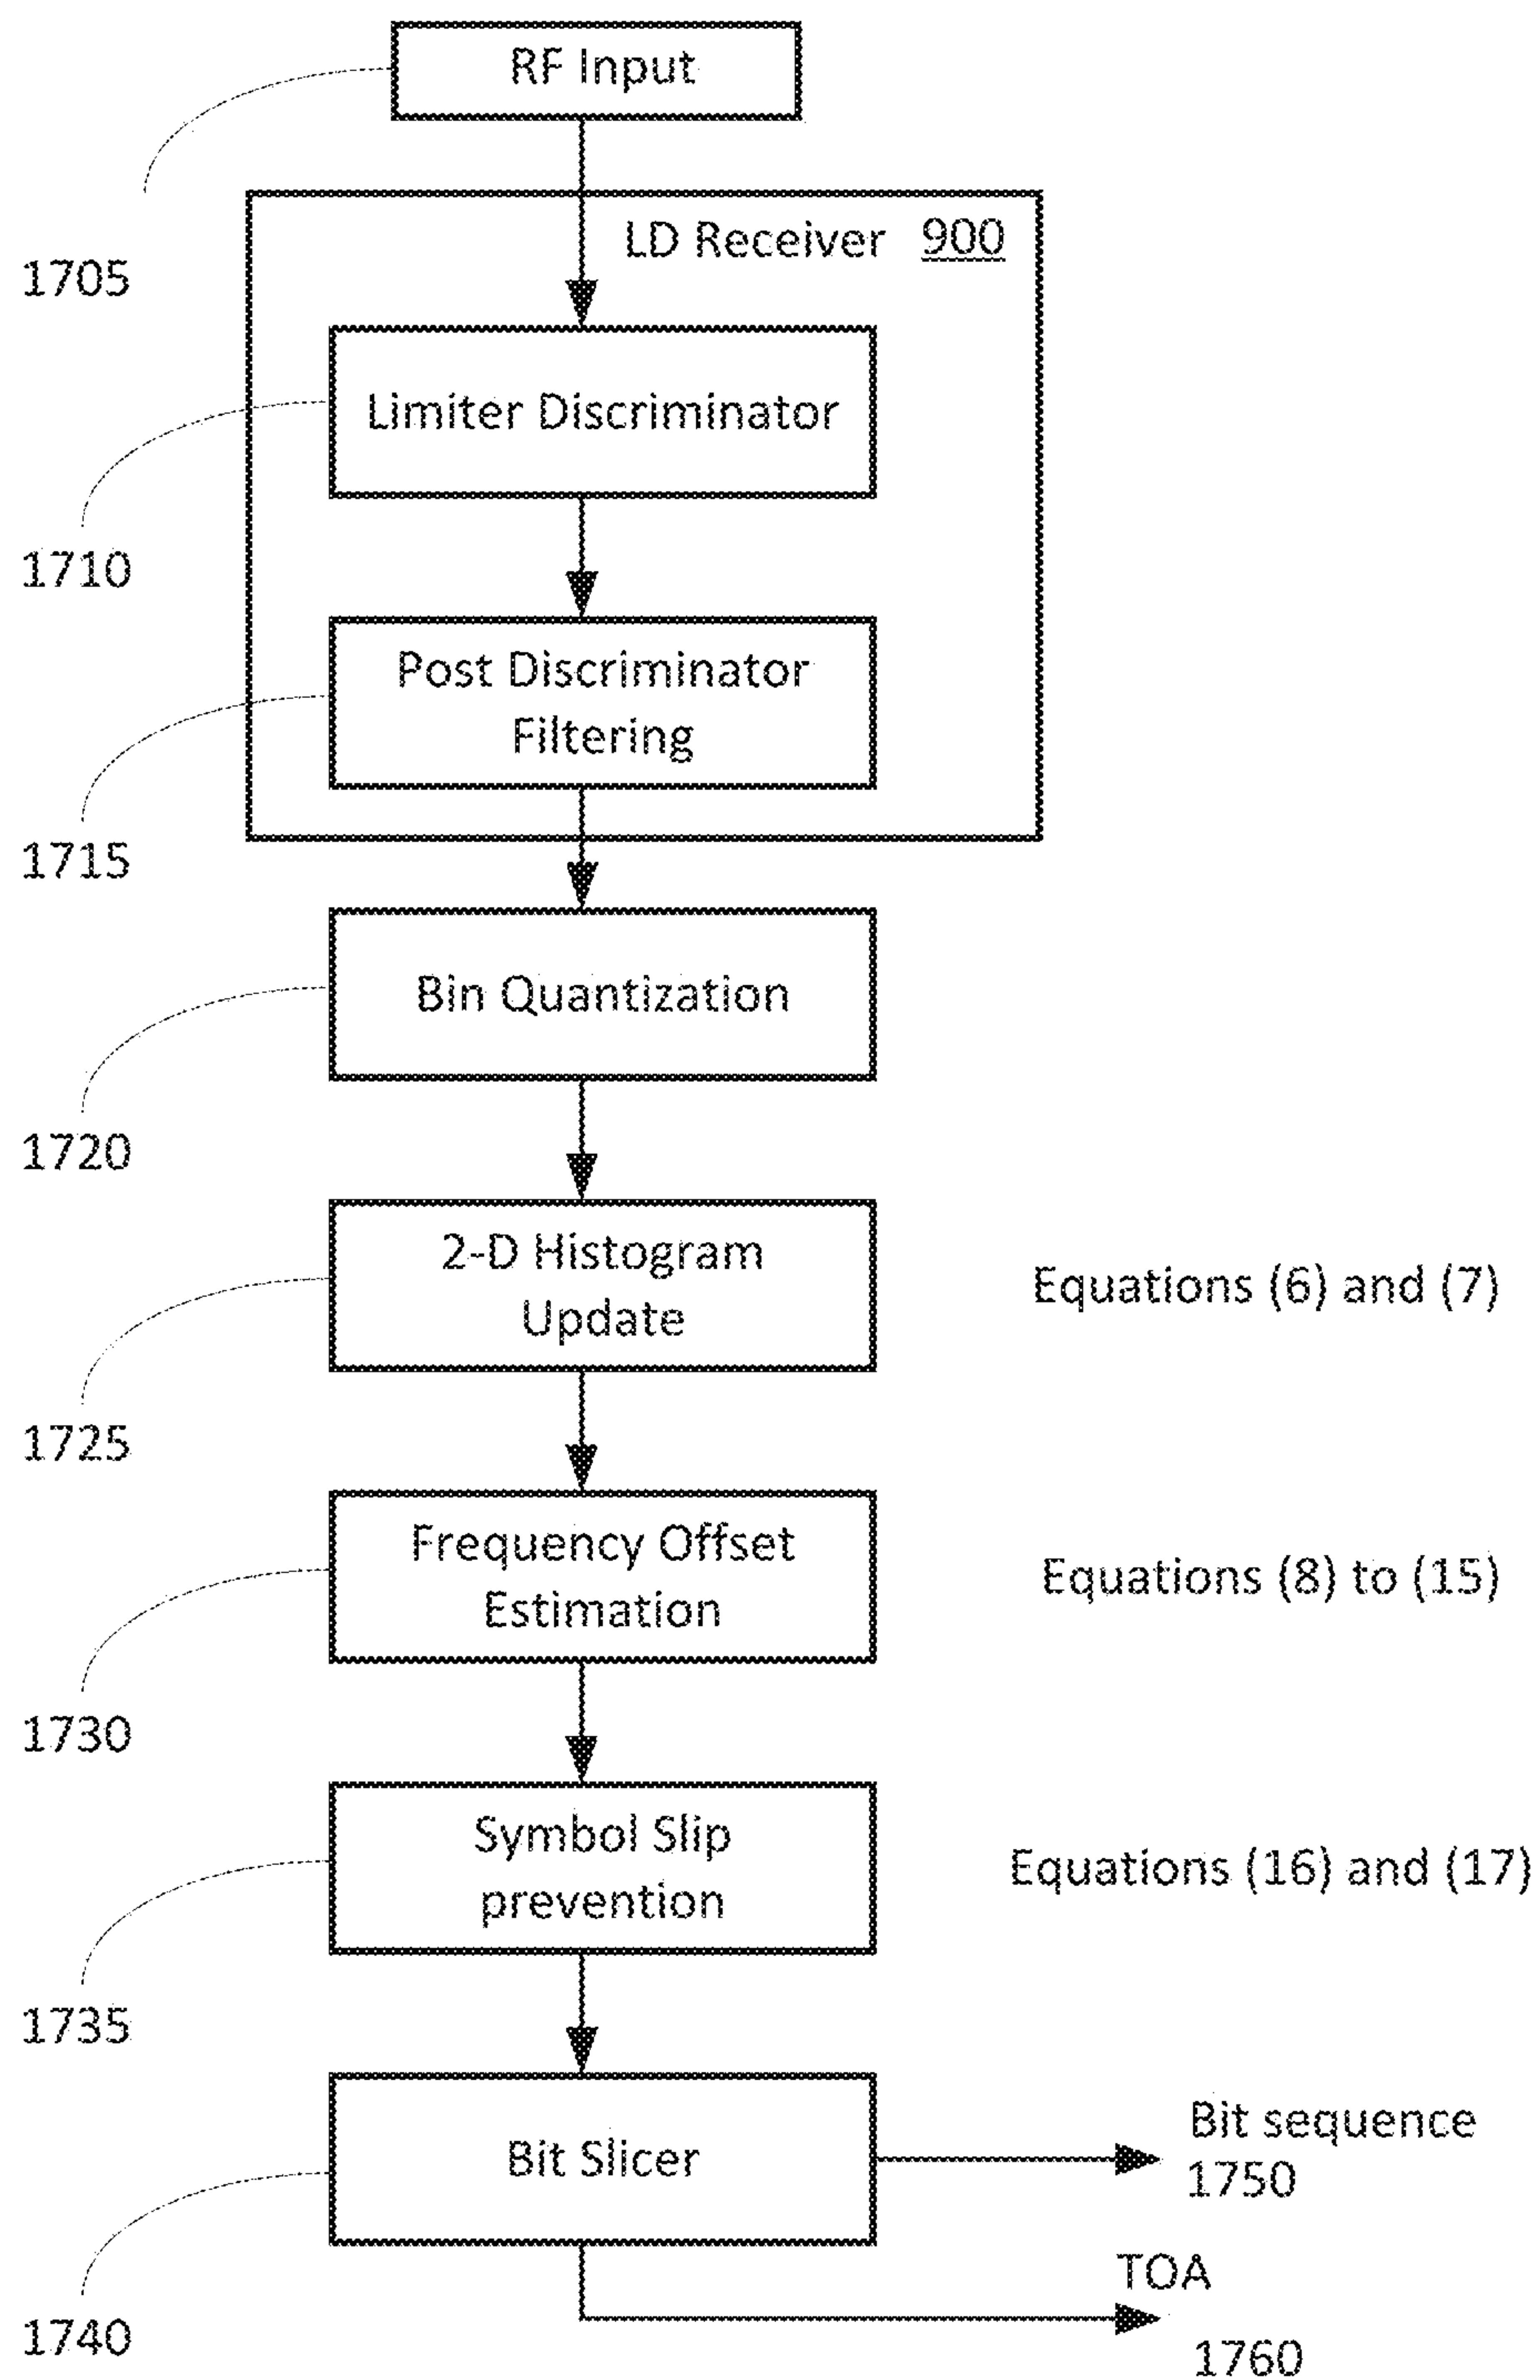 RF Input
LD Receiver 900
1705
Limiter Discriminator
1710
Post Discriminator
Filtering
1715
Bin Quantization
1720
2-D Histogram
Update
Equations (6) and (7)
1725
Frequency Offset
Estimation
Equations (8) to (15)
1730
Symbol Slip
prevention
Equations (16) and (17)
1735
Bit Slicer
Bit sequence
1750
TOA
1740
1760